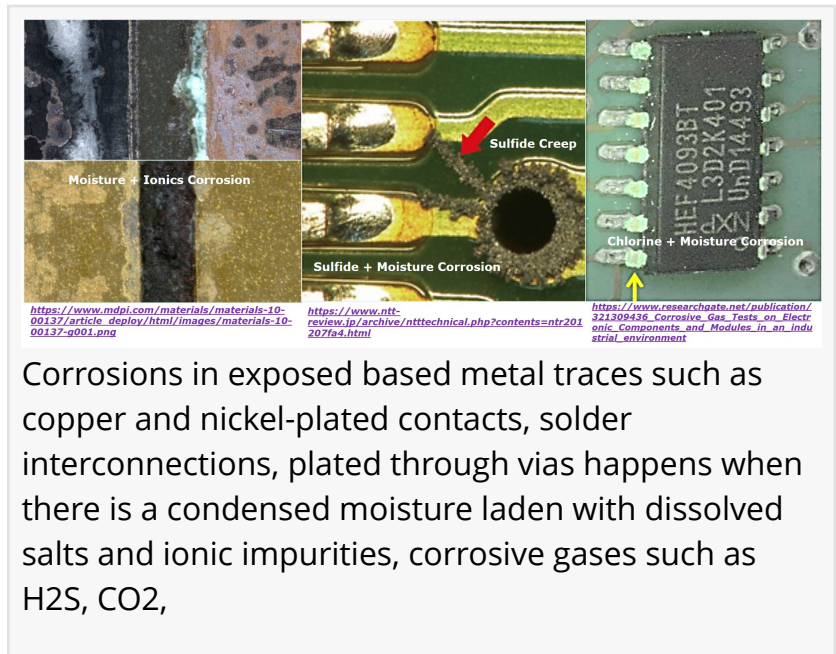 Moisture + Ionics Corrosion
Sulfide Creep
Sulfide + Moisture Corrosion
HEF4093BT
L3D2K401
UnD14493
Chlorine + Moisture Corrosion
https://www.mdpi.com/materials/materials-10-
00137/article_deploy/html/images/materials-10-
00137-g001.png
https://www.ntt-
review.jp/archive/ntttechnical.php?contents=ntr201
207fa4.html
https://www.researchgate.net/publication/
321309436_Corrosive_Gas_Tests_on_Electr
onic_Components_and_Modules_in_an_indu
strial_environment
Corrosions in exposed based metal traces such as
copper and nickel-plated contacts, solder
interconnections, plated through vias happens when
there is a condensed moisture laden with dissolved
salts and ionic impurities, corrosive gases such as
H2S, CO2,